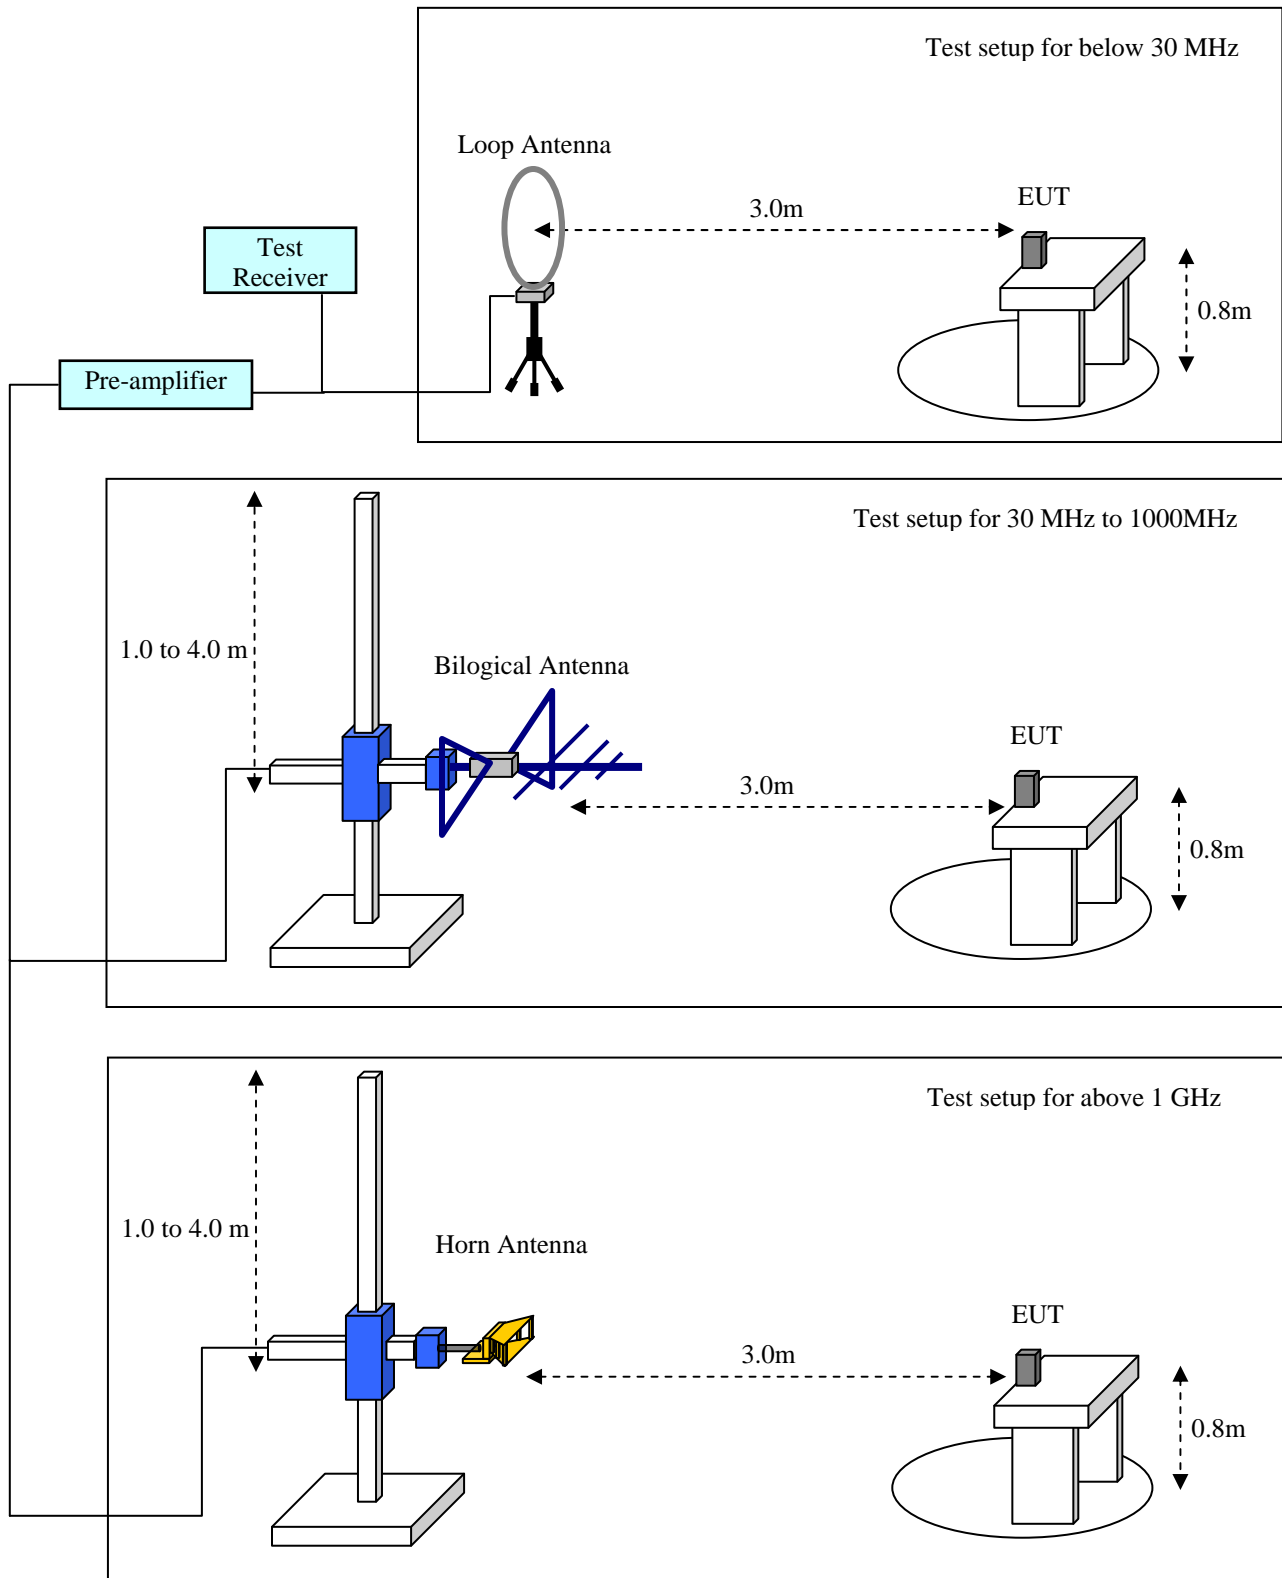 Test setup for below 30 MHz
Loop Antenna
EUT
3.0m
Test
Receiver
0.8m
Pre-amplifier
Test setup for 30 MHz to 1000MHz
1.0 to 4.0 m
Bilogical Antenna
EUT
3.0m
0.8m
Test setup for above 1 GHz
1.0 to 4.0 m
Horn Antenna
EUT
3.0m
0.8m